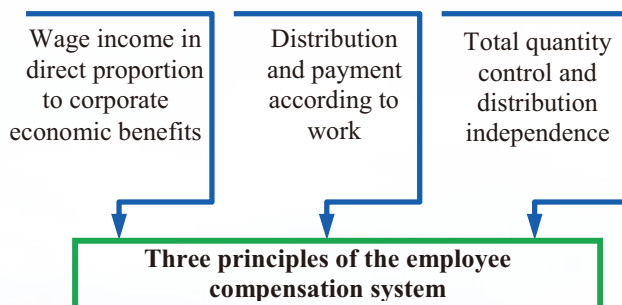 Wage income in
direct proportion
to corporate
economic benefits
Distribution
and payment
according to
work
Total quantity
control and
distribution
independence
Three principles of the employee
compensation system